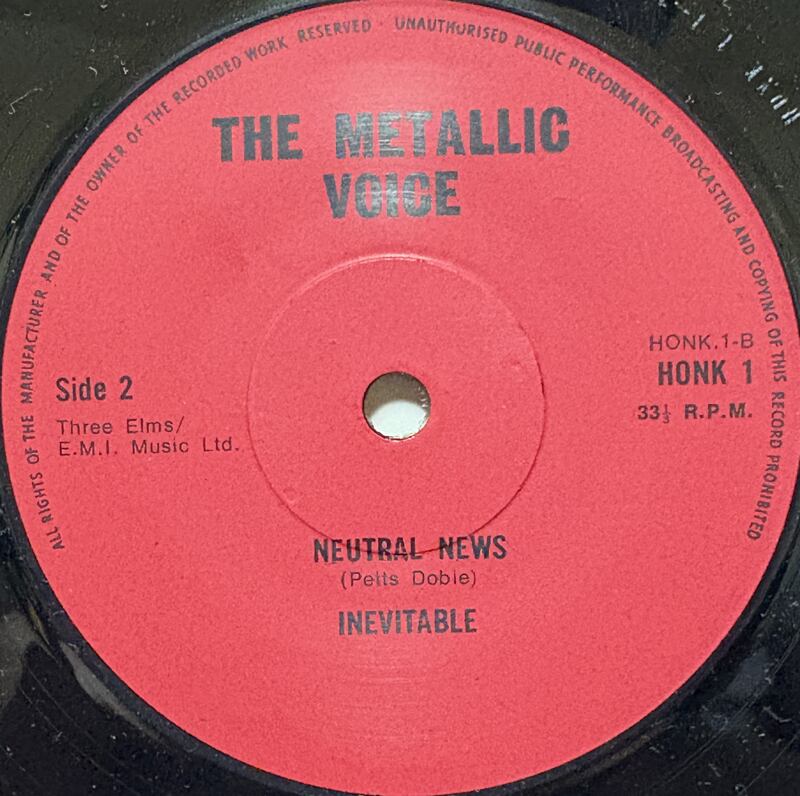 ALL RIGHTS OF THE MANUFACTURER AND OF THE OWNER OF THE RECORDED WORK RESERVED · UNAUTHORISED PUBLIC PERFORMANCE BROADCASTING AND COPYING OF THIS RECORD PROHIBITED
THE METALLIC
VOICE
HONK.1-B
Side 2
HONK 1
33⅓ R.P.M.
Three Elms/
E.M.I. Music Ltd.
NEUTRAL NEWS
(Petts Dobie)
INEVITABLE